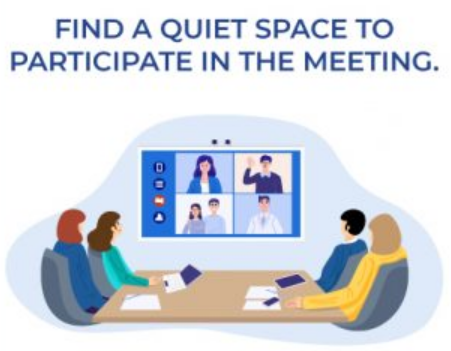 FIND A QUIET SPACE TO
PARTICIPATE IN THE MEETING.